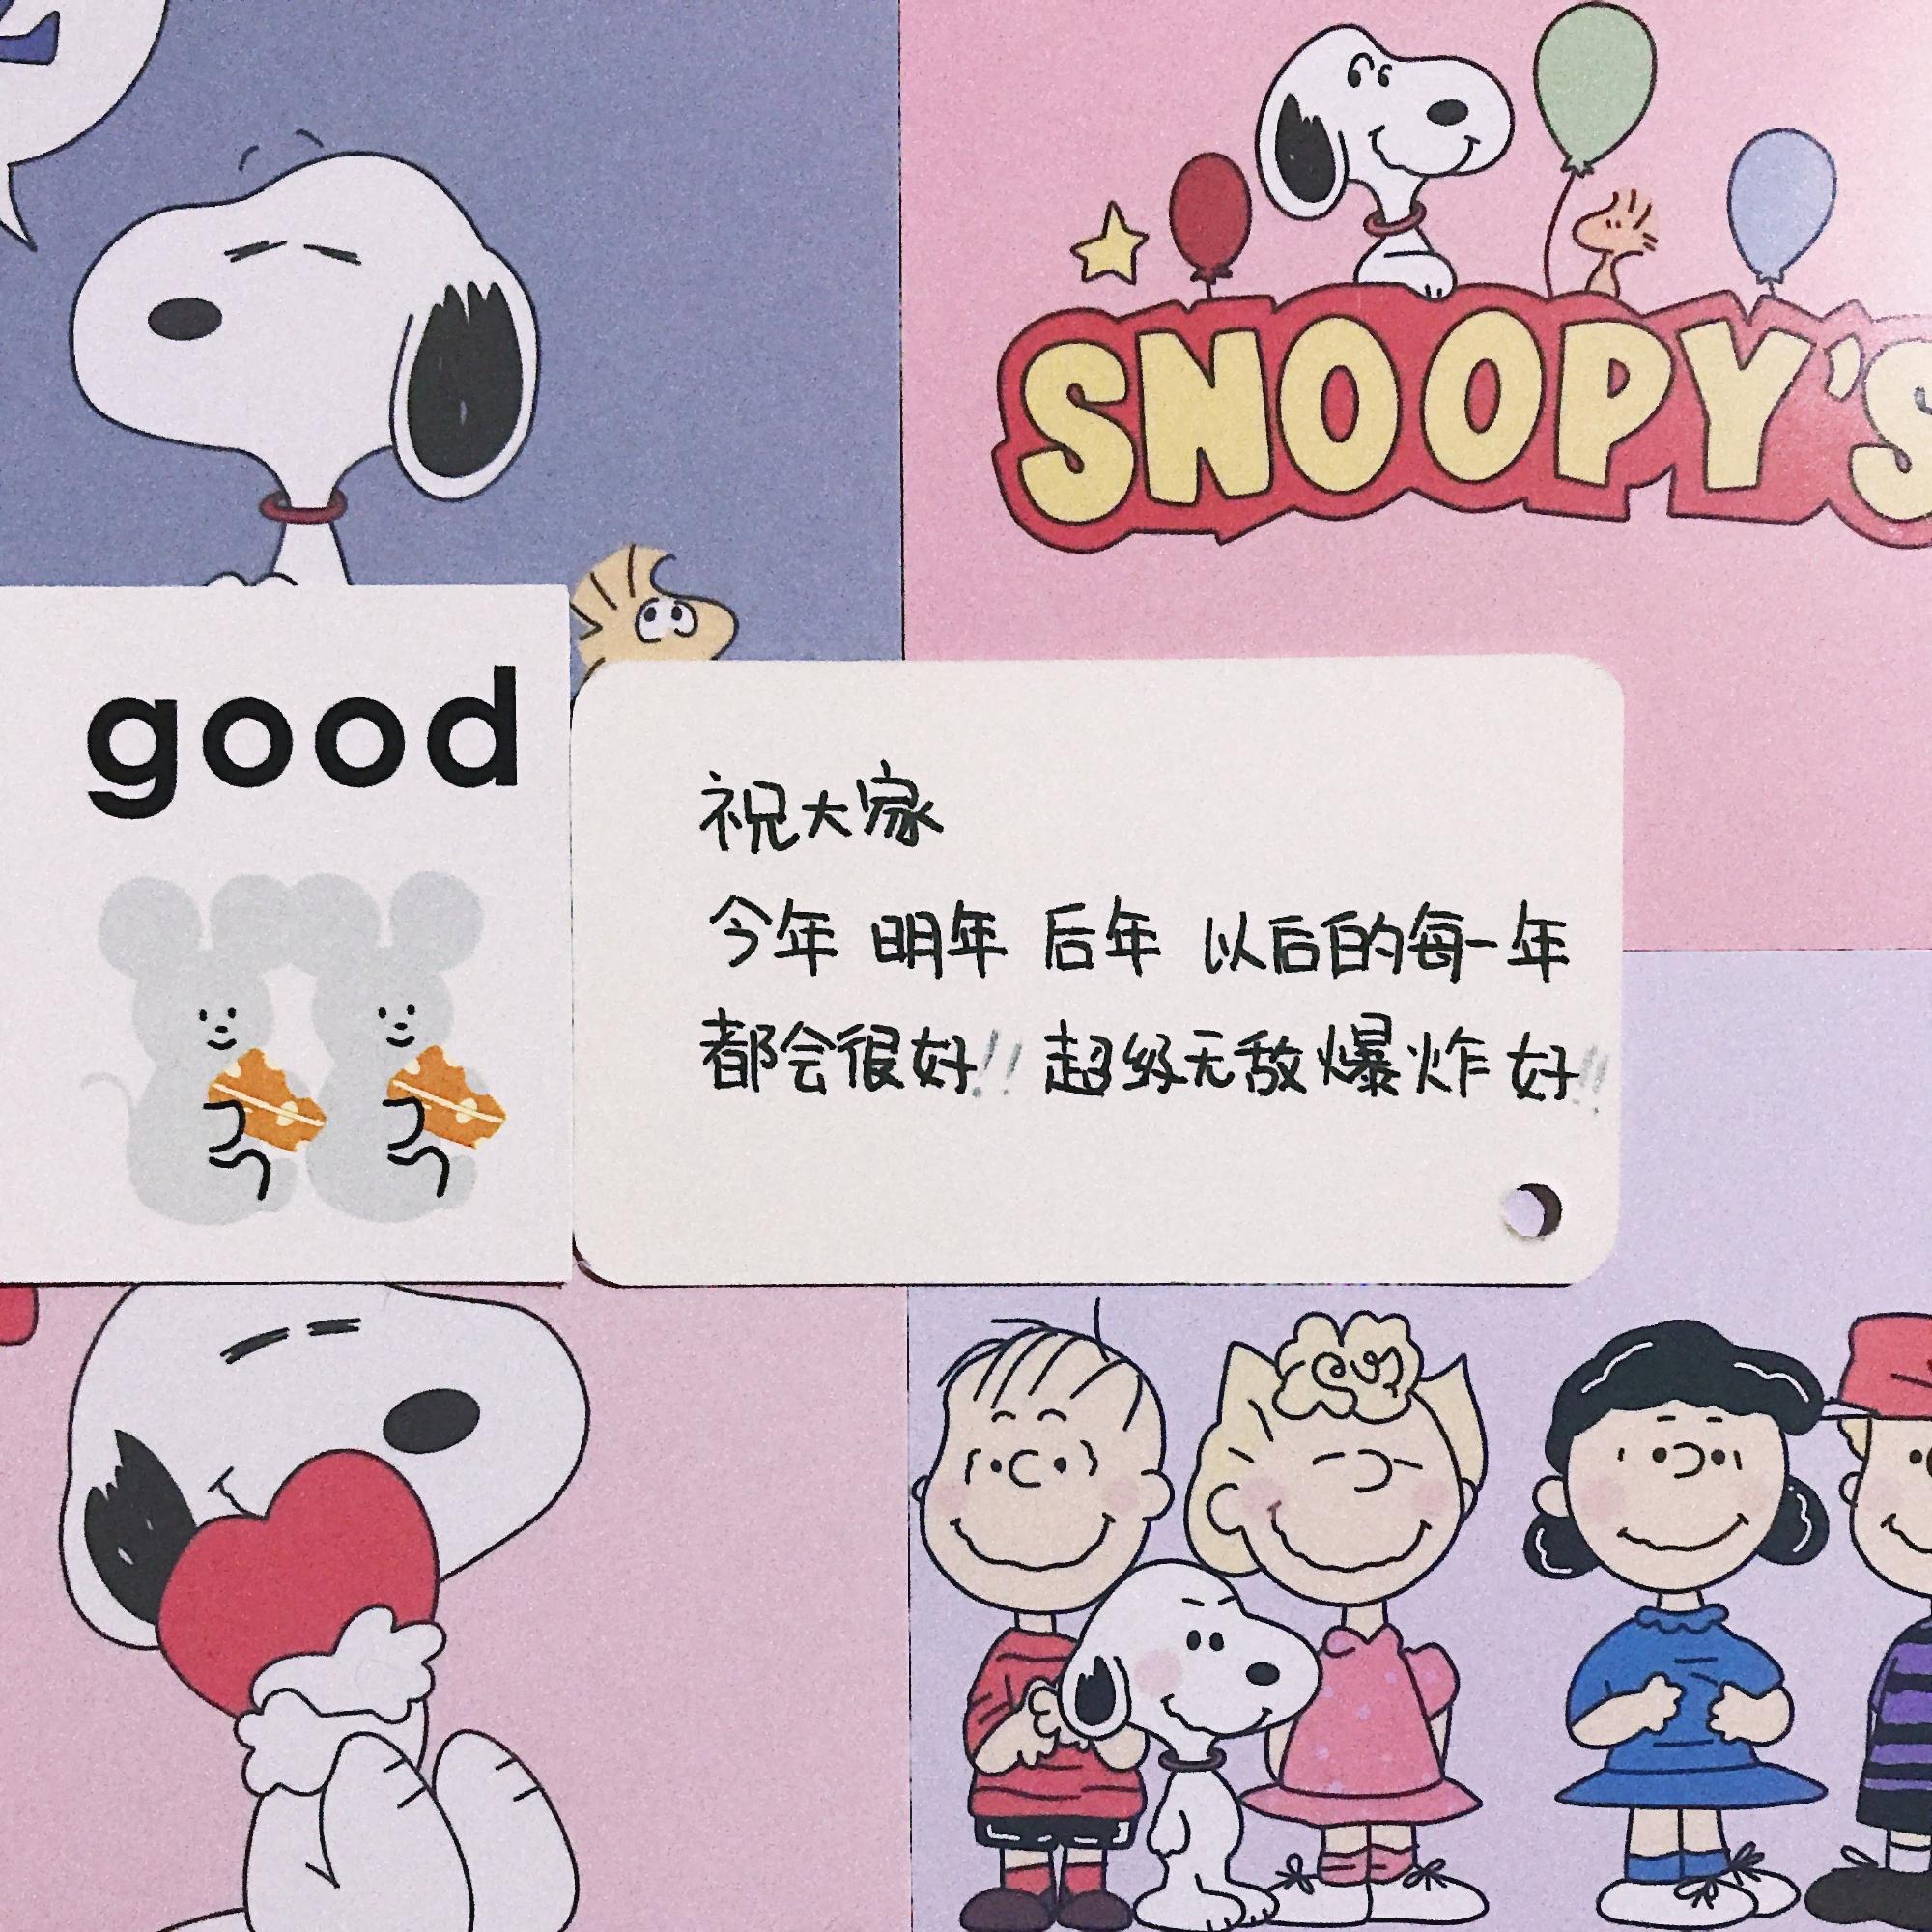 SNOOPY'S
good
祝大家
今年 明年 后年 以后的每一年
都会很好!! 超级无敌爆炸好!!